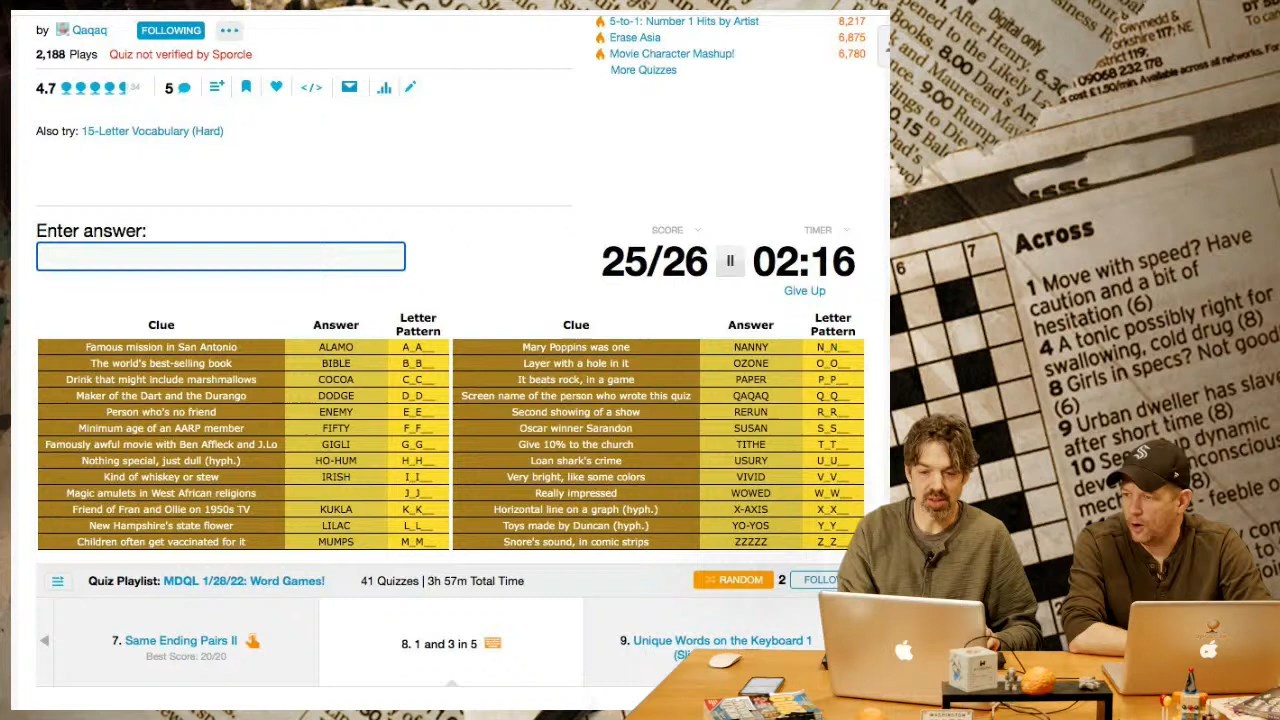 by Qaqaq FOLLOWING •••
2,188 Plays Quiz not verified by Sporcle
4.7 34 5 </>
Also try: 15-Letter Vocabulary (Hard)
5-to-1: Number 1 Hits by Artist 8,217
Erase Asia 6,875
Movie Character Mashup! 6,780
More Quizzes
Enter answer:
SCORE TIMER
25/26 02:16
Give Up
Clue Answer Letter Pattern Clue Answer Letter Pattern
Famous mission in San Antonio ALAMO A_A__ Mary Poppins was one NANNY N_N__
The world's best-selling book BIBLE B_B__ Layer with a hole in it OZONE O_O__
Drink that might include marshmallows COCOA C_C__ It beats rock, in a game PAPER P_P__
Maker of the Dart and the Durango DODGE D_D__ Screen name of the person who wrote this quiz QAQAQ Q_Q__
Person who's no friend ENEMY E_E__ Second showing of a show RERUN R_R__
Minimum age of an AARP member FIFTY F_F__ Oscar winner Sarandon SUSAN S_S__
Famously awful movie with Ben Affleck and J.Lo GIGLI G_G__ Give 10% to the church TITHE T_T__
Nothing special, just dull (hyph.) HO-HUM H_H__ Loan shark's crime USURY U_U__
Kind of whiskey or stew IRISH I_I__ Very bright, like some colors VIVID V_V__
Magic amulets in West African religions J_J__ Really impressed WOWED W_W__
Friend of Fran and Ollie on 1950s TV KUKLA K_K__ Horizontal line on a graph (hyph.) X-AXIS X_X__
New Hampshire's state flower LILAC L_L__ Toys made by Duncan (hyph.) YO-YOS Y_Y__
Children often get vaccinated for it MUMPS M_M__ Snore's sound, in comic strips ZZZZZ Z_Z__
Quiz Playlist: MDQL 1/28/22: Word Games! 41 Quizzes | 3h 57m Total Time RANDOM 2 FOLLO
7. Same Ending Pairs II
Best Score: 20/20
8. 1 and 3 in 5
9. Unique Words on the Keyboard 1
Across
6 7
1 Move with speed? Have
caution and a bit of
hesitation (6)
4 A tonic possibly right for
swallowing, cold drug (8)
8 Girls in specs? Not good
(6)
9 Urban dweller has slave
after short time (8)